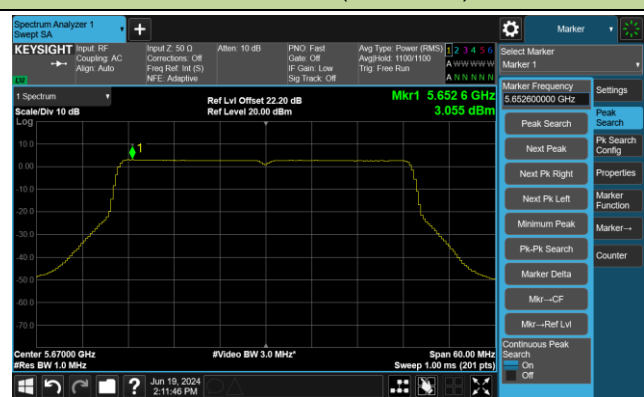 Spectrum Analyzer 1
Swept SA
Marker
KEYSIGHT
Input: RF
Coupling: AC
Align: Auto
Input Z: 50 Ω
Corrections: Off
Freq Ref: Int (S)
NFE: Adaptive
Atten: 10 dB
PNO: Fast
Gate: Off
IF Gain: Low
Sig Track: Off
Avg Type: Power (RMS)
Avg|Hold: 1100/1100
Trig: Free Run
1 2 3 4 5 6
A W W W W W
A N N N N N
LVI
Select Marker
Marker 1
1 Spectrum
Scale/Div 10 dB
Log
Ref Lvl Offset 22.20 dB
Ref Level 20.00 dBm
Mkr1 5.652 6 GHz
3.055 dBm
1
10.0
0.00
-10.0
-20.0
-30.0
-40.0
-50.0
-60.0
-70.0
Center 5.67000 GHz
#Res BW 1.0 MHz
#Video BW 3.0 MHz*
Span 60.00 MHz
Sweep 1.00 ms (201 pts)
Marker Frequency
5.652600000 GHz
Peak Search
Next Peak
Next Pk Right
Next Pk Left
Minimum Peak
Pk-Pk Search
Marker Delta
Mkr→CF
Mkr→Ref Lvl
Continuous Peak
Search
On
Off
Settings
Peak
Search
Pk Search
Config
Properties
Marker
Function
Marker→
Counter
?
Jun 19, 2024
2:11:46 PM